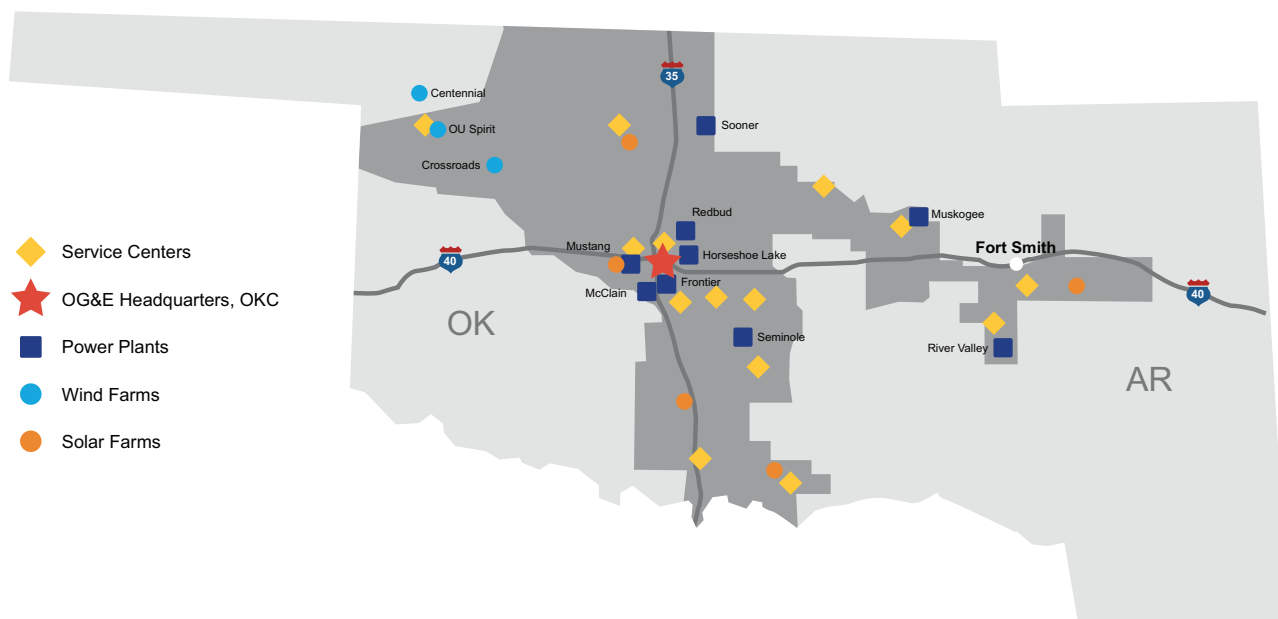 35
Centennial
OU Spirit
Sooner
Crossroads
Redbud
Muskogee
Mustang
Horseshoe Lake
Fort Smith
40
Frontier
McClain
40
OK
Seminole
River Valley
AR
Service Centers
OG&E Headquarters, OKC
Power Plants
Wind Farms
Solar Farms